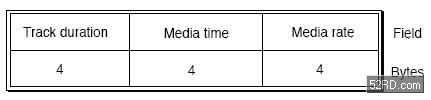 Track duration Media time Media rate Field
4 4 4 Bytes
52RD.com